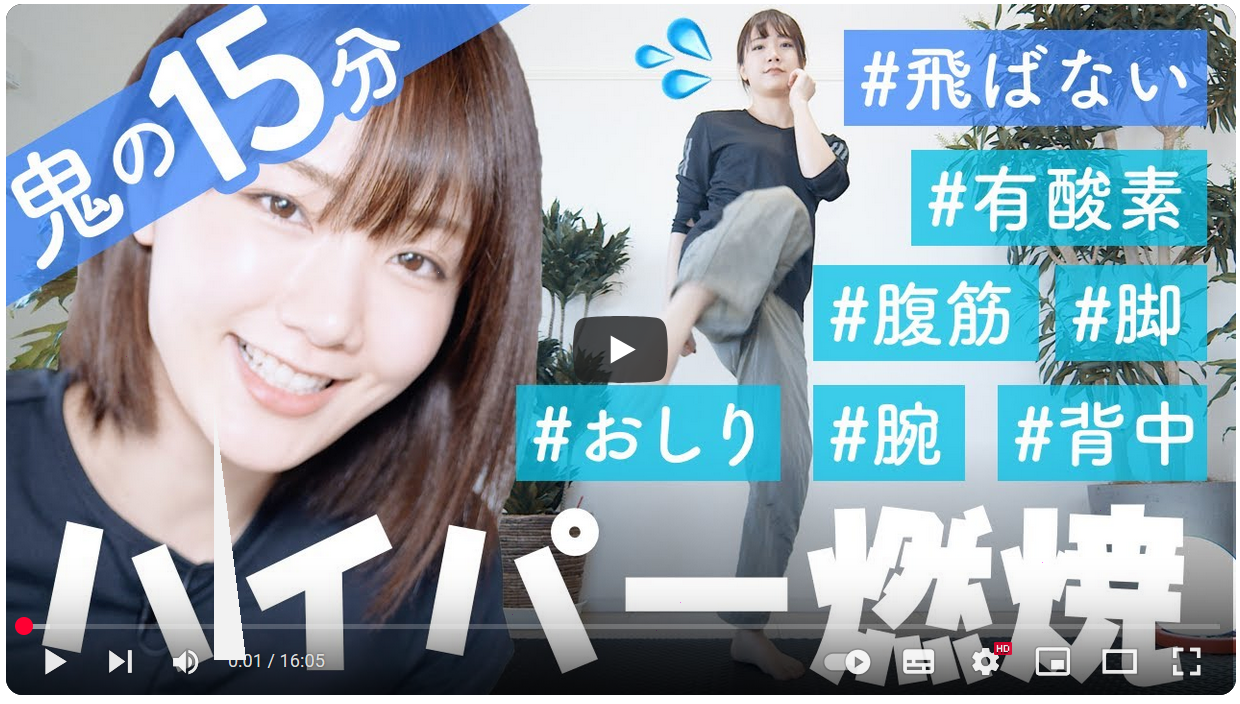 鬼の15分
#飛ばない
#有酸素
#腹筋 #脚
#おしり #腕 #背中
ハイパー燃焼
0:01 / 16:05
HD